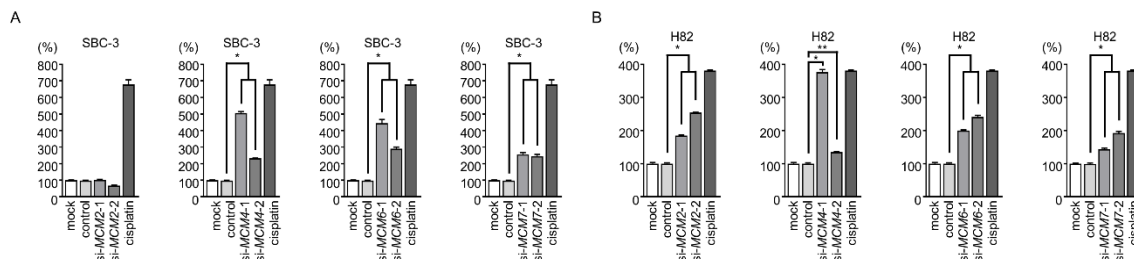 A
SBC-3
(%)
800
700
600
500
400
300
200
100
0
mock
control
si-MCM2-1
si-MCM2-2
cisplatin
SBC-3
(%)
*
800
700
600
500
400
300
200
100
0
mock
control
si-MCM4-1
si-MCM4-2
cisplatin
SBC-3
(%)
*
800
700
600
500
400
300
200
100
0
mock
control
si-MCM6-1
si-MCM6-2
cisplatin
SBC-3
(%)
*
800
700
600
500
400
300
200
100
0
mock
control
si-MCM7-1
si-MCM7-2
cisplatin
B
H82
(%)
*
400
300
200
100
0
mock
control
si-MCM2-1
si-MCM2-2
cisplatin
H82
(%)
**
*
400
300
200
100
0
mock
control
si-MCM4-1
si-MCM4-2
cisplatin
H82
(%)
*
400
300
200
100
0
mock
control
si-MCM6-1
si-MCM6-2
cisplatin
H82
(%)
*
400
300
200
100
0
mock
control
si-MCM7-1
si-MCM7-2
cisplatin